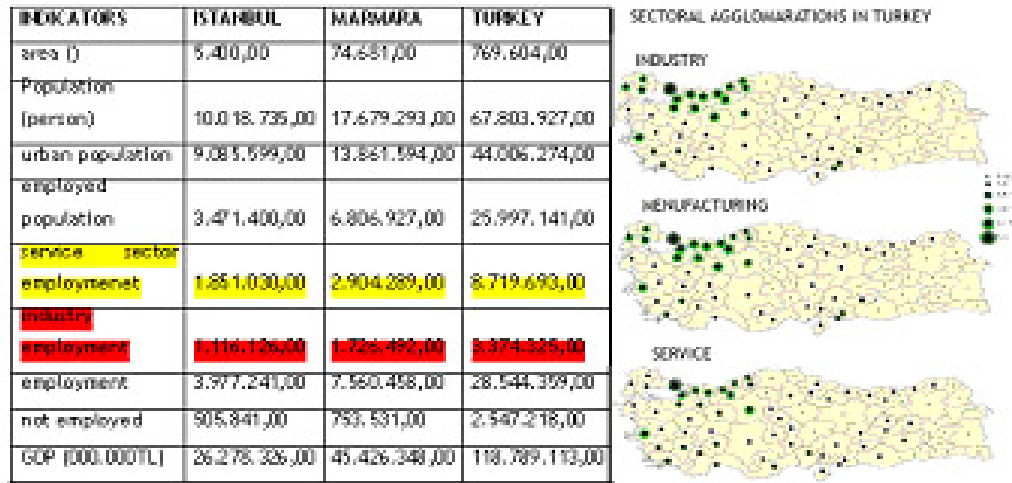 INDICATORS ISTANBUL MARMARA TURKEY
area () 5.400,00 74.681,00 769.604,00
Population
(person) 10.018.735,00 17.679.293,00 67.803.927,00
urban population 9.085.599,00 13.861.594,00 44.006.274,00
employed
population 3.471.400,00 6.806.927,00 25.997.141,00
service sector
employmenet 1.851.030,00 2.904.289,00 8.719.693,00
industry
employment 1.116.126,00 1.726.492,00 3.374.325,00
employment 3.977.241,00 7.560.458,00 28.544.359,00
not employed 505.841,00 753.531,00 2.547.218,00
GDP (000.000TL) 26.278.326,00 45.426.348,00 118.789.113,00
SECTORAL AGGLOMARATIONS IN TURKEY
INDUSTRY
MENUFACTURING
SERVICE